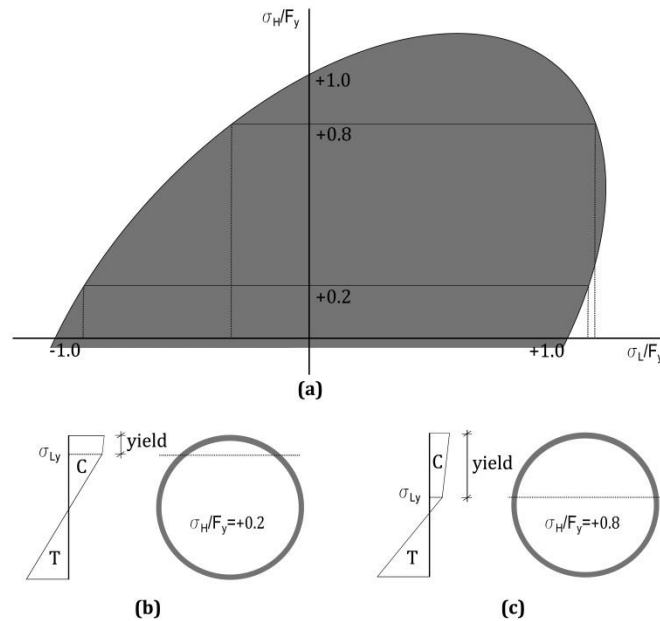 σH/Fy
+1.0
+0.8
+0.2
-1.0
+1.0
σL/Fy
(a)
yield
σLy
C
T
σH/Fy=+0.2
(b)
yield
C
σLy
T
σH/Fy=+0.8
(c)